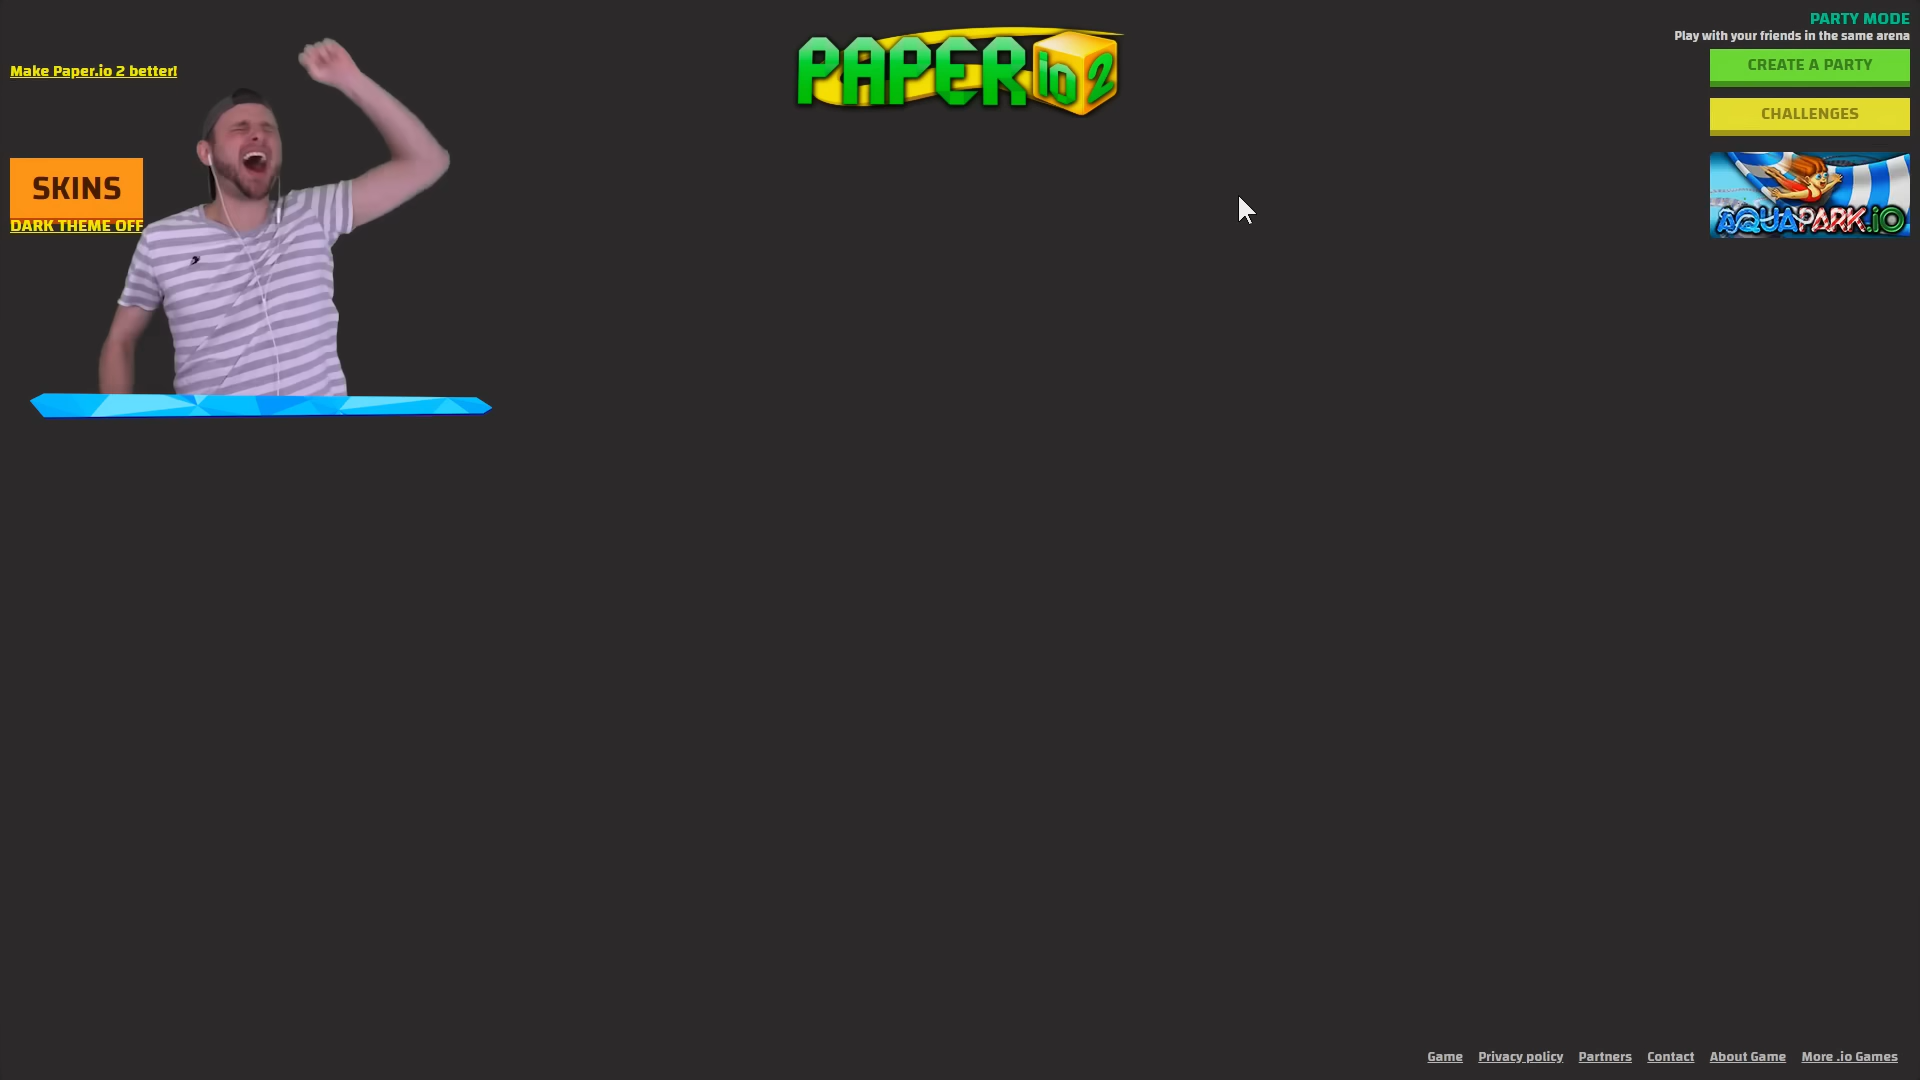 Make Paper.io 2 better!
SKINS
DARK THEME OFF
PAPER io 2
PARTY MODE
Play with your friends in the same arena
CREATE A PARTY
CHALLENGES
AQUAPARK.iO
Game Privacy policy Partners Contact About Game More .io Games